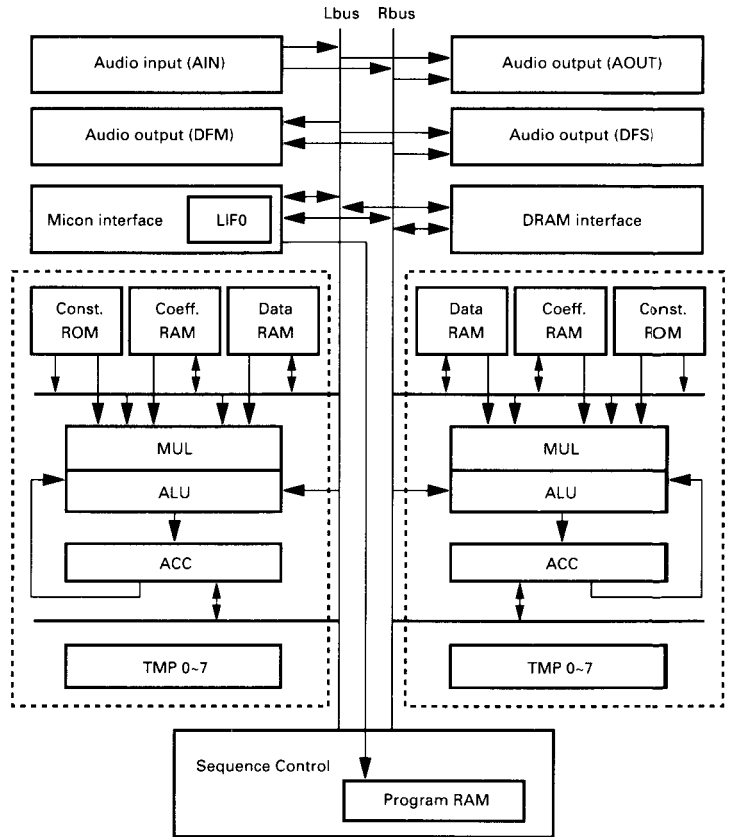 Lbus Rbus
Audio input (AIN)
Audio output (AOUT)
Audio output (DFM)
Audio output (DFS)
Micon interface
LIF0
DRAM interface
Const.
ROM
Coeff.
RAM
Data
RAM
Data
RAM
Coeff.
RAM
Const.
ROM
MUL
ALU
ACC
TMP 0~7
MUL
ALU
ACC
TMP 0~7
Sequence Control
Program RAM